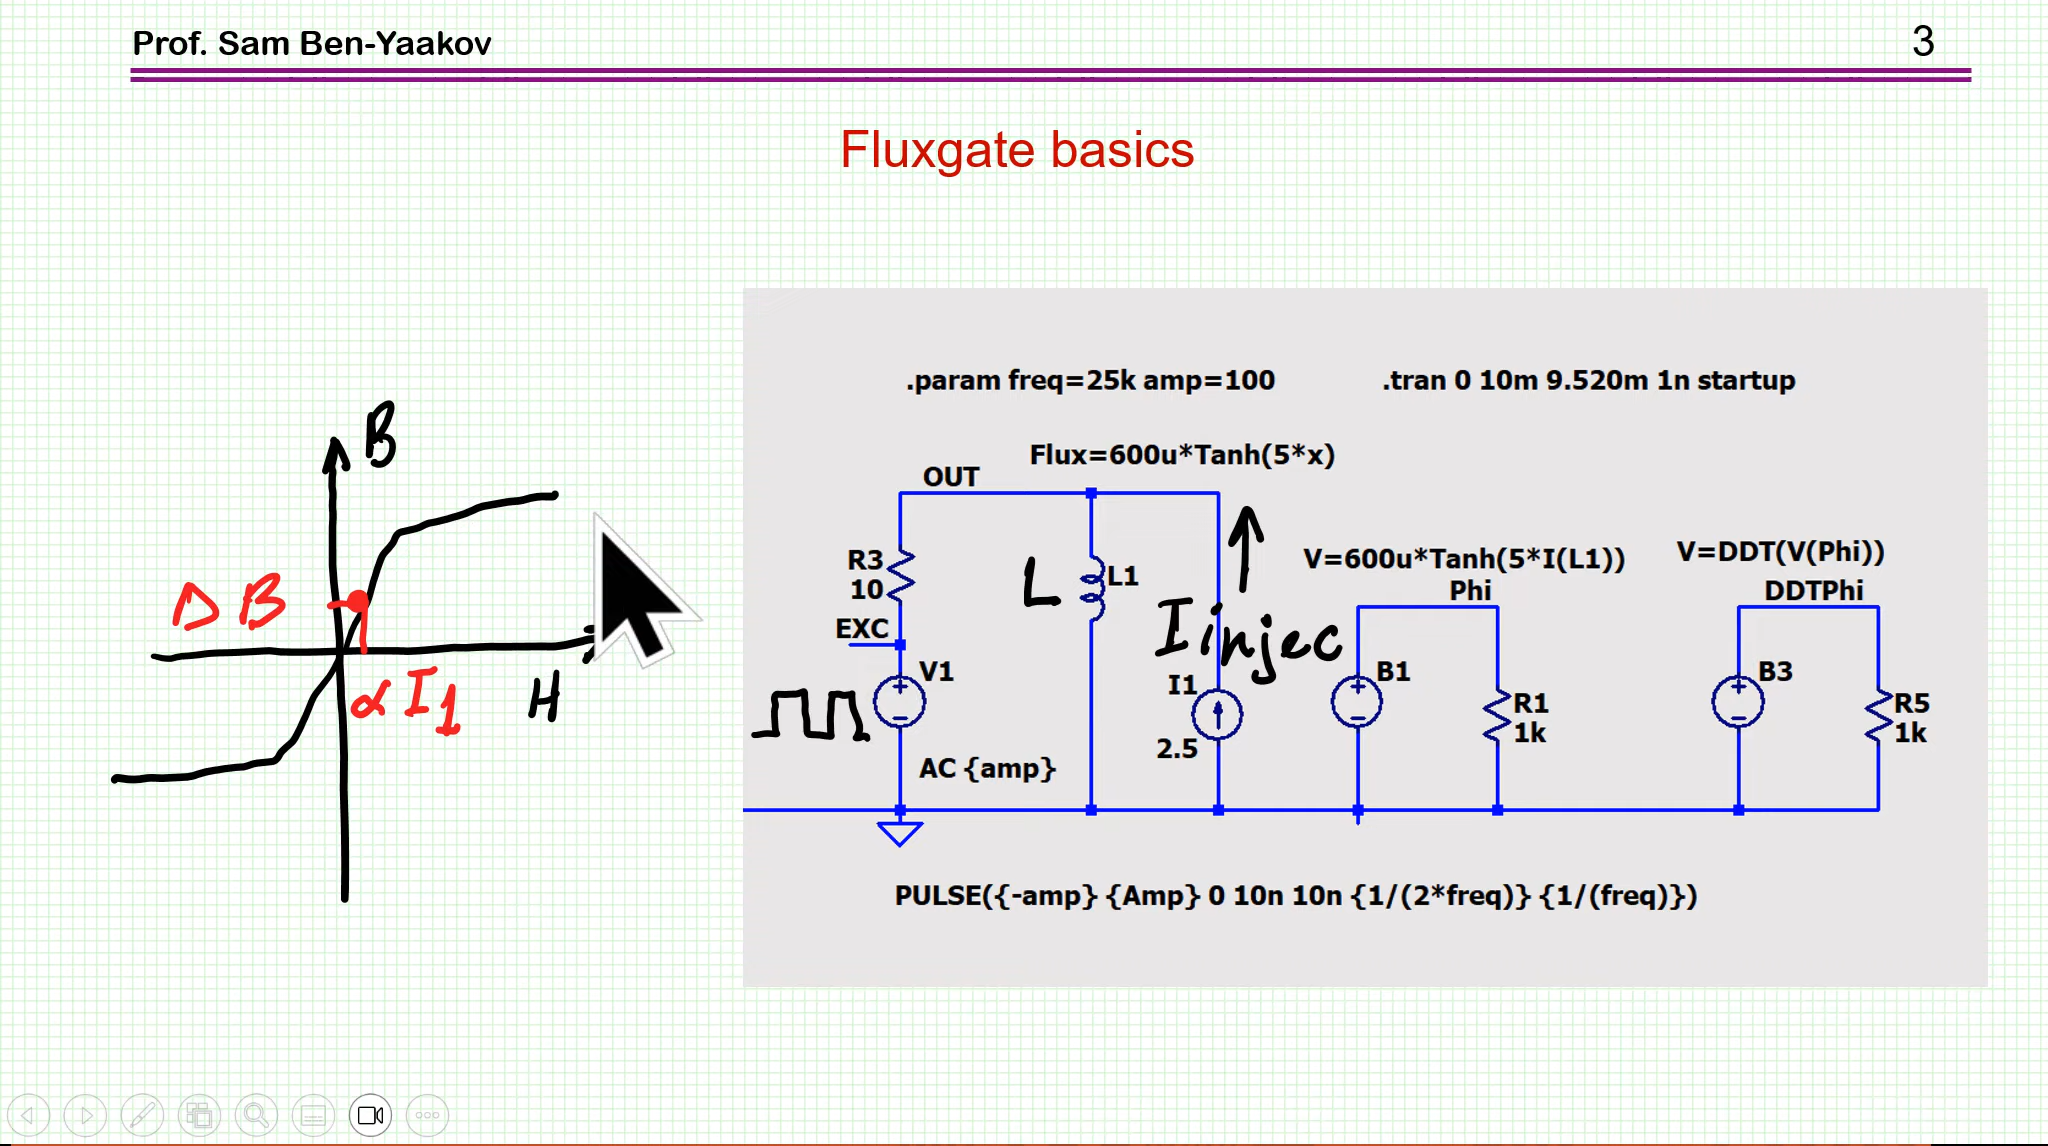 Prof. Sam Ben-Yaakov
3
Fluxgate basics
.param freq=25k amp=100
.tran 0 10m 9.520m 1n startup
Flux=600u*Tanh(5*x)
OUT
B
R3
10
L
L1
V=600u*Tanh(5*I(L1))
Phi
V=DDT(V(Phi))
DDTPhi
Δ B
EXC
I injec
α I1
H
V1
I1
2.5
B1
R1
1k
B3
R5
1k
AC {amp}
PULSE({-amp} {Amp} 0 10n 10n {1/(2*freq)} {1/(freq)})